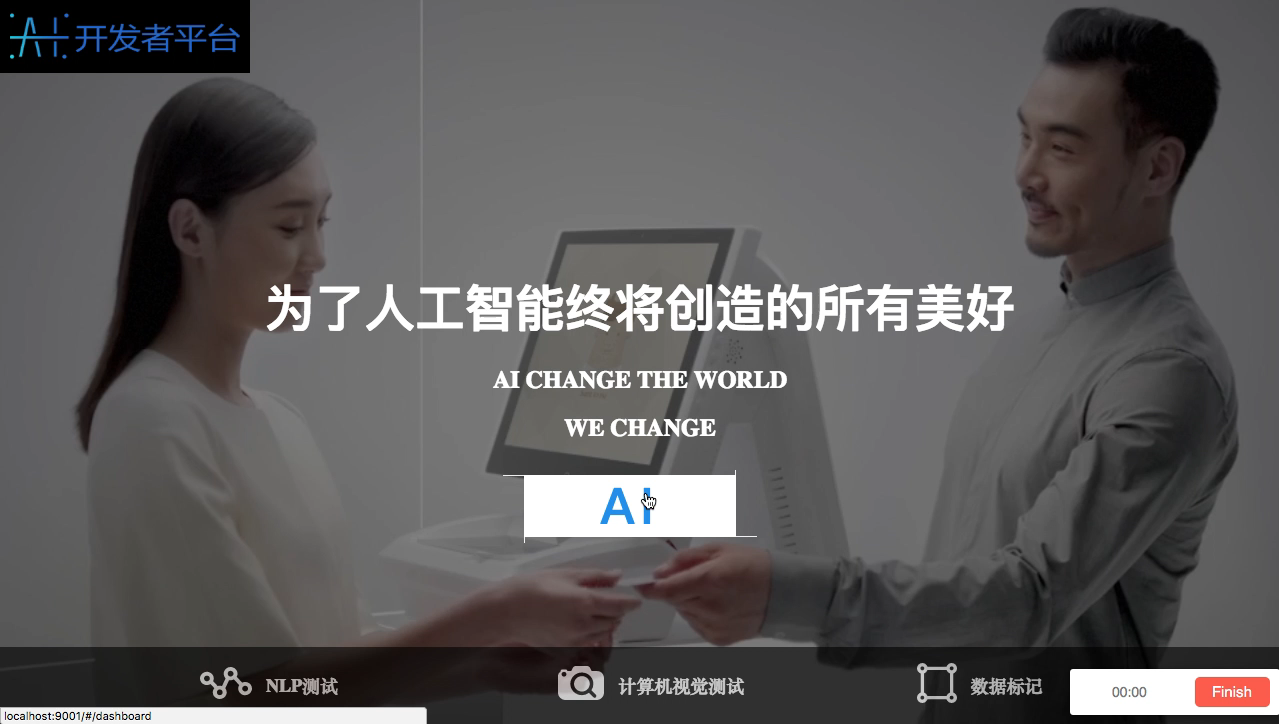 AI 开发者平台
为了人工智能终将创造的所有美好
AI CHANGE THE WORLD
WE CHANGE
AI
NLP测试
计算机视觉测试
数据标记
00:00
Finish
localhost:9001/#/dashboard